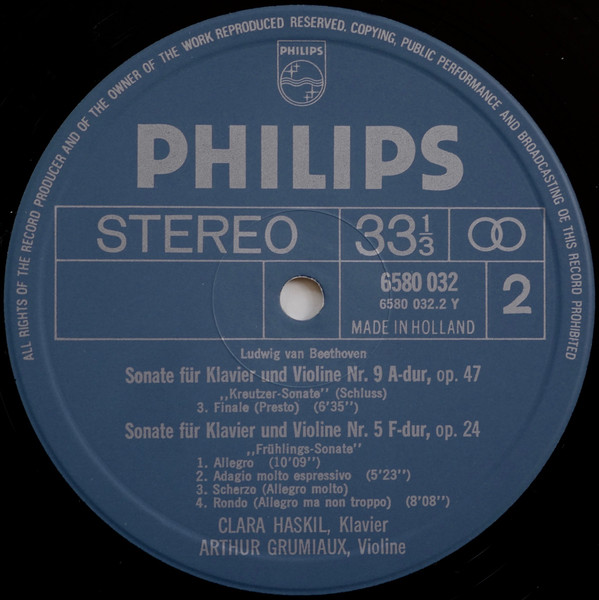 ALL RIGHTS OF THE RECORD PRODUCER AND OF THE OWNER OF THE WORK REPRODUCED RESERVED. COPYING, PUBLIC PERFORMANCE AND BROADCASTING OE THIS RECORD PROHIBITED
PHILIPS
PHILIPS
STEREO 33 1/3
6580 032
6580 032.2 Y
2
MADE IN HOLLAND
Ludwig van Beethoven
Sonate für Klavier und Violine Nr. 9 A-dur, op. 47
„Kreutzer-Sonate” (Schluss)
3. Finale (Presto) (6’35’’)
Sonate für Klavier und Violine Nr. 5 F-dur, op. 24
„Frühlings-Sonate”
1. Allegro (10’09’’)
2. Adagio molto espressivo (5’23’’)
3. Scherzo (Allegro molto)
4. Rondo (Allegro ma non troppo) (8’08’’)
CLARA HASKIL, Klavier
ARTHUR GRUMIAUX, Violine